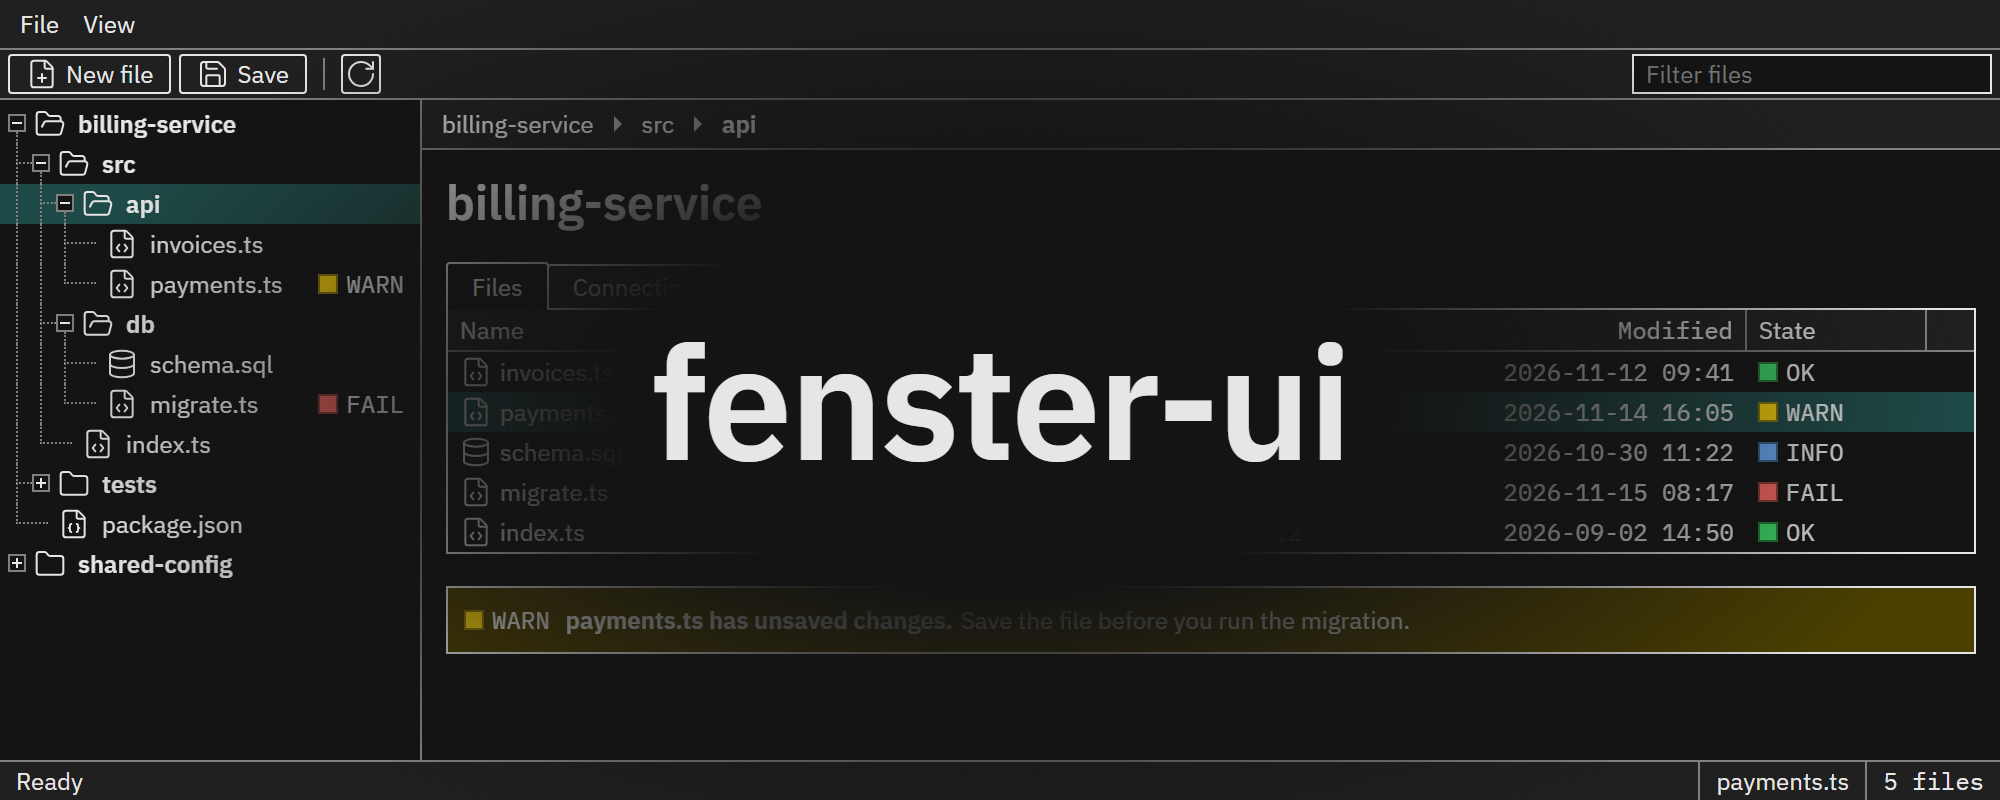 File View
New file Save Filter files
billing-service
src
api
invoices.ts
payments.ts WARN
db
schema.sql
migrate.ts FAIL
index.ts
tests
package.json
shared-config
billing-service src api
billing-service
Files
Name Modified State
invoices.ts 2026-11-12 09:41 OK
payments. 2026-11-14 16:05 WARN
schema.sql 2026-10-30 11:22 INFO
migrate.ts 2026-11-15 08:17 FAIL
index.ts 12 2026-09-02 14:50 OK
fenster-ui
WARN payments.ts has unsaved changes. Save the file before you run the migration.
Ready payments.ts 5 files